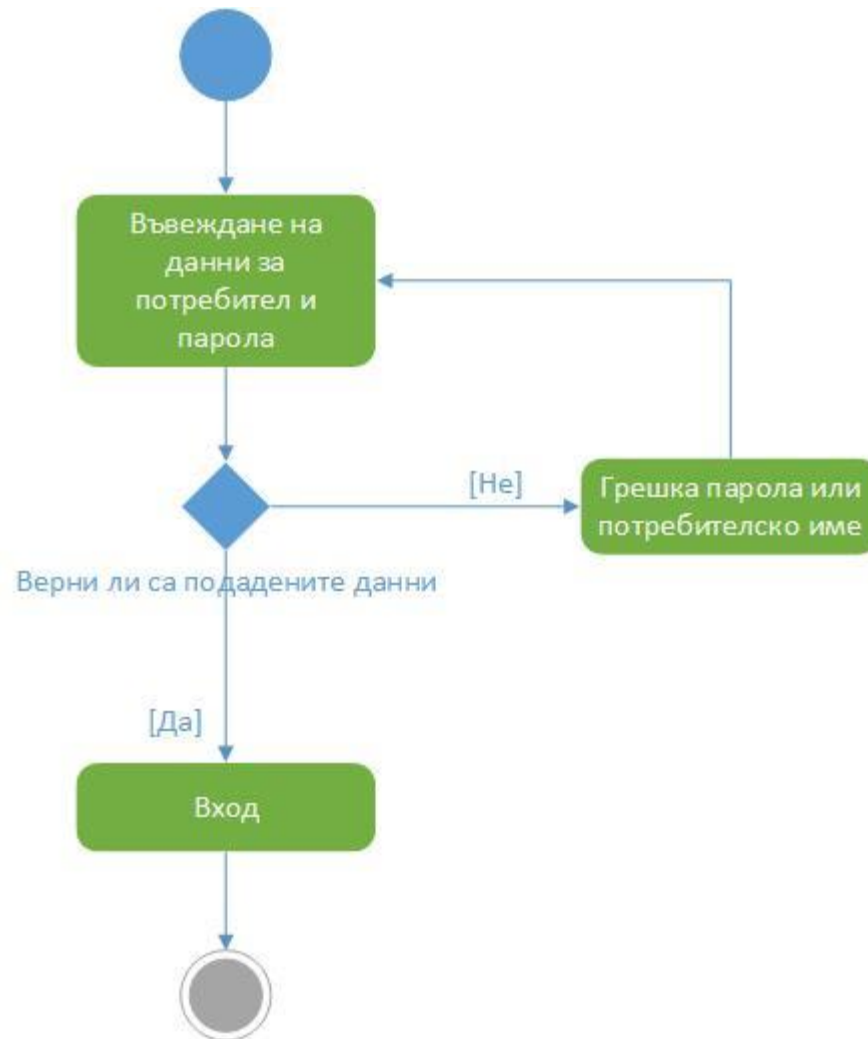 Въвеждане на
данни за
потребител и
парола
[Не]
Грешка парола или
потребителско име
Верни ли са подадените данни
[Да]
Вход